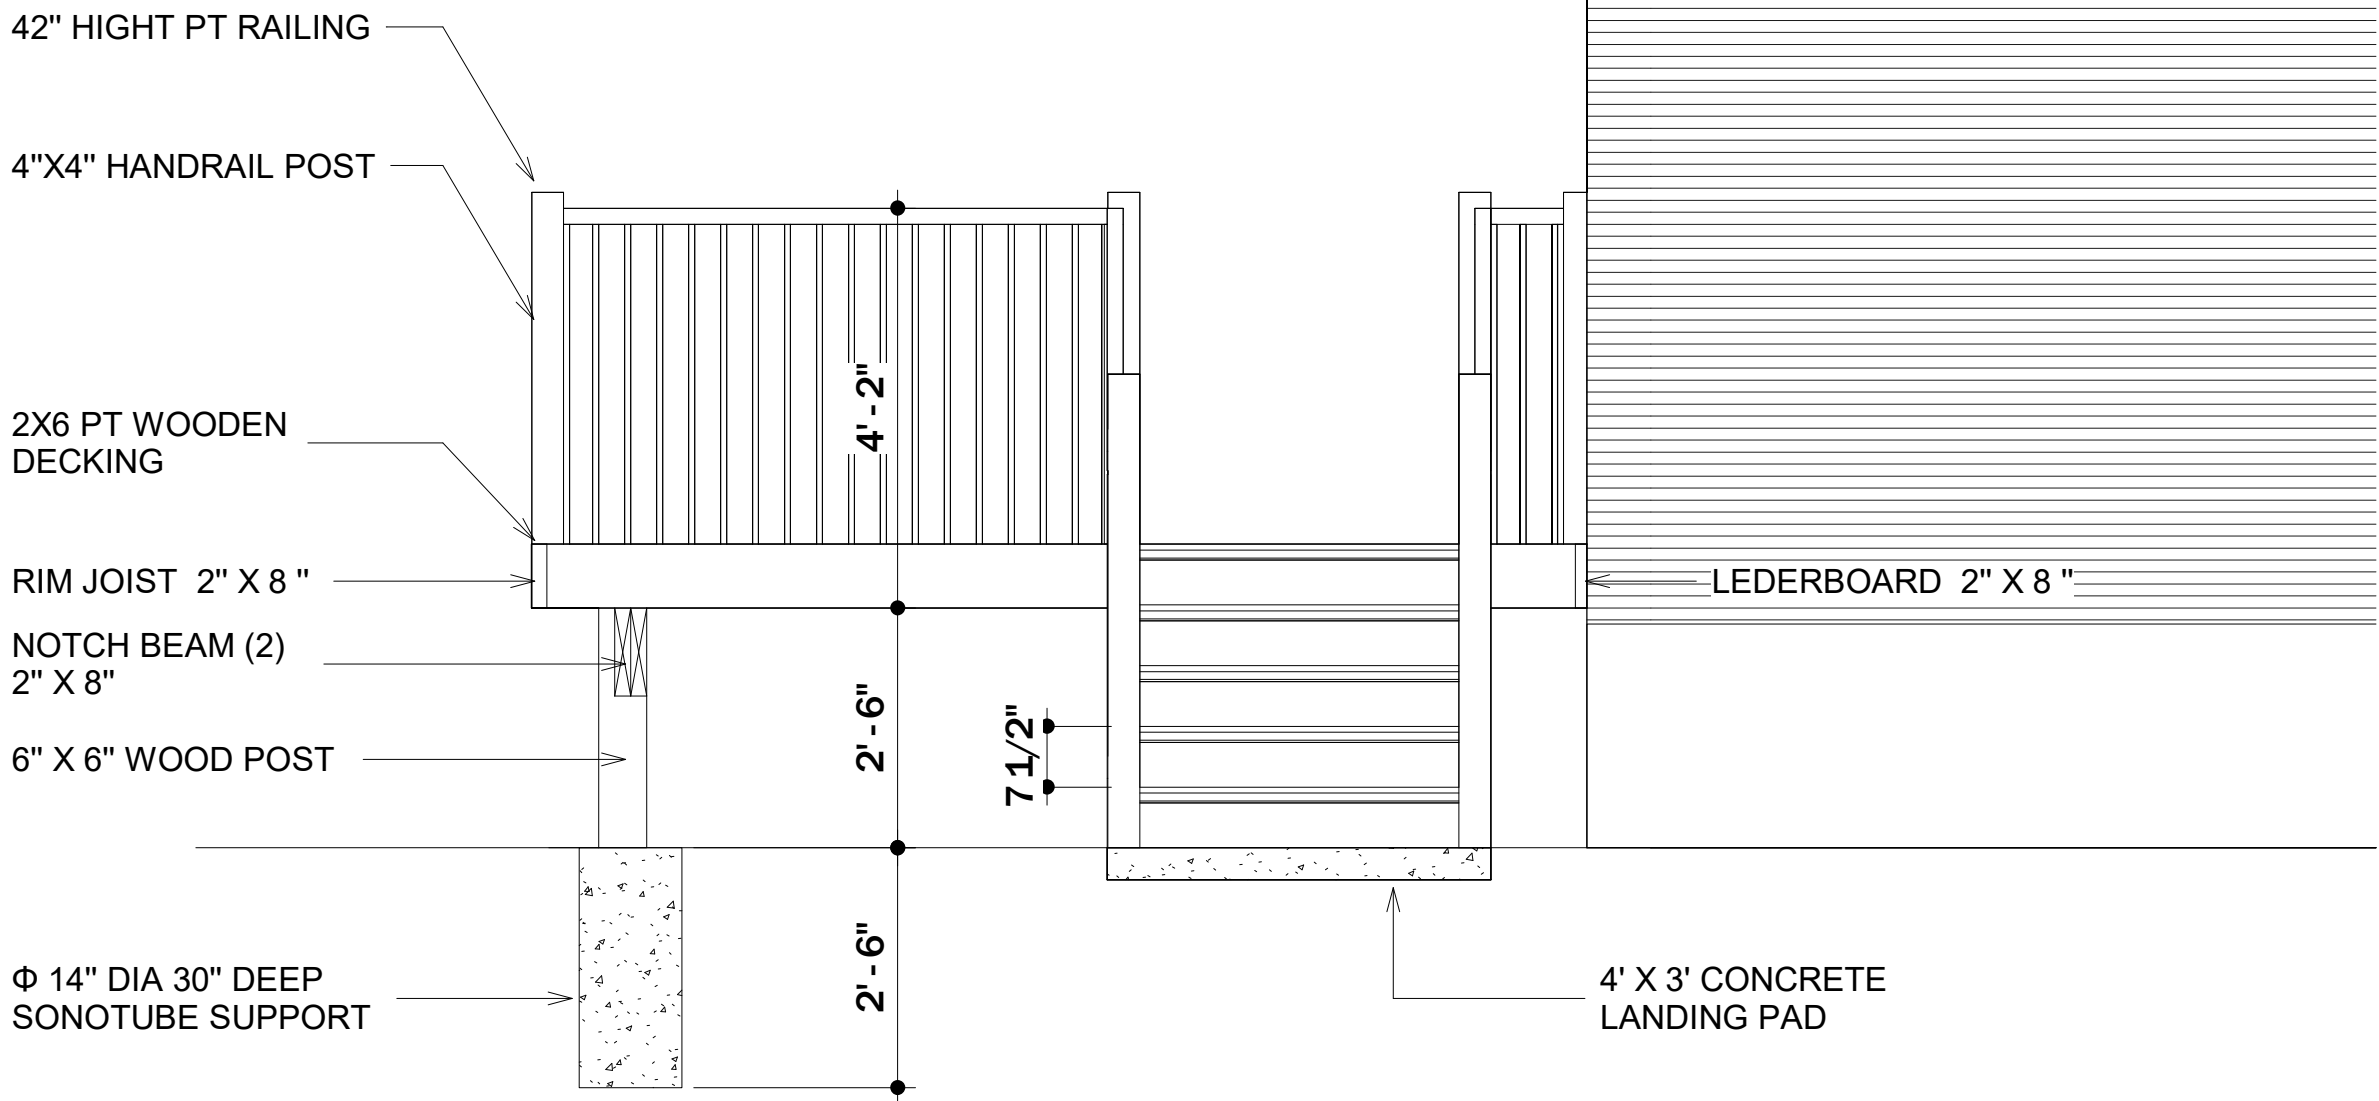 42" HIGHT PT RAILING
4"X4" HANDRAIL POST
4'-2"
2X6 PT WOODEN
DECKING
RIM JOIST  2" X 8 "
LEDERBOARD  2" X 8 "
NOTCH BEAM (2)
2" X 8"
2'-6"
7 1/2"
6" X 6" WOOD POST
2'-6"
Φ 14" DIA 30" DEEP
SONOTUBE SUPPORT
4' X 3' CONCRETE
LANDING PAD